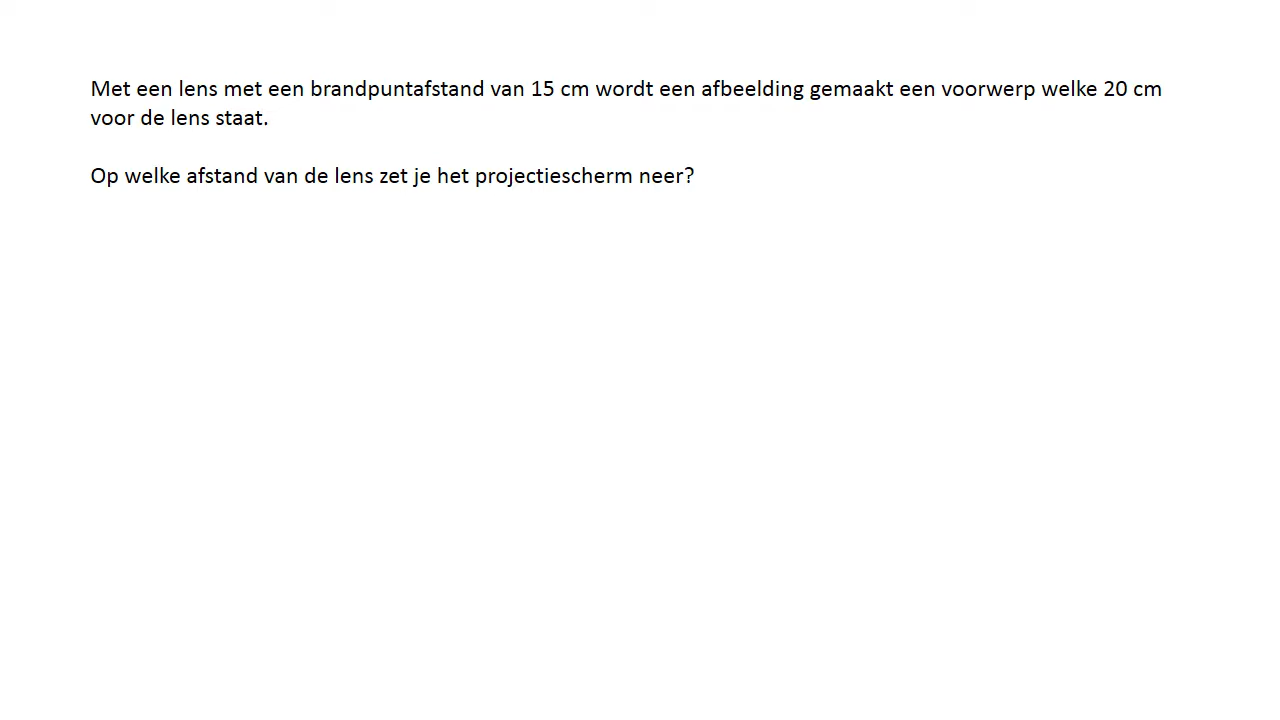 Met een lens met een brandpuntafstand van 15 cm wordt een afbeelding gemaakt een voorwerp welke 20 cm
voor de lens staat.
Op welke afstand van de lens zet je het projectiescherm neer?